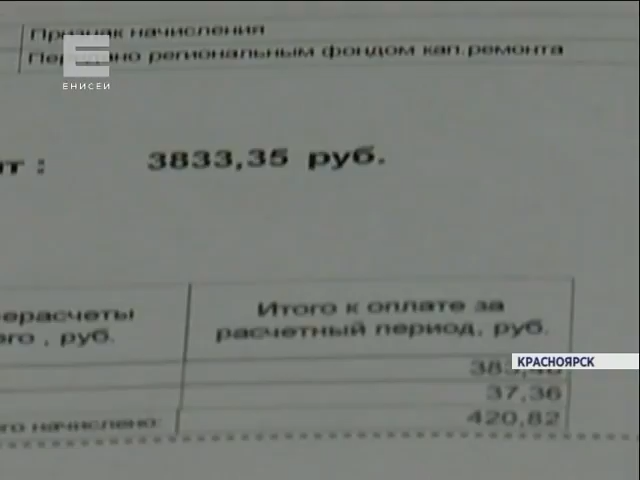 Признак начисления
Передано региональным фондом кап.ремонта
ЕНИСЕЙ
3833,35 руб.
Итого к оплате за
расчетный период, руб.
руб.
КРАСНОЯРСК
37,36
начислено:
420,82